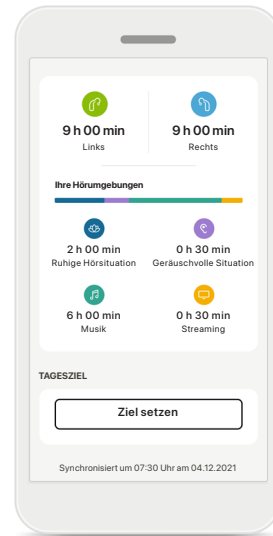 9 h 00 min 9 h 00 min
Links Rechts
Ihre Hörumgebungen
2 h 00 min 0 h 30 min
Ruhige Hörsituation Geräuschvolle Situation
6 h 00 min 0 h 30 min
Musik Streaming
TAGESZIEL
Ziel setzen
Synchronisiert um 07:30 Uhr am 04.12.2021